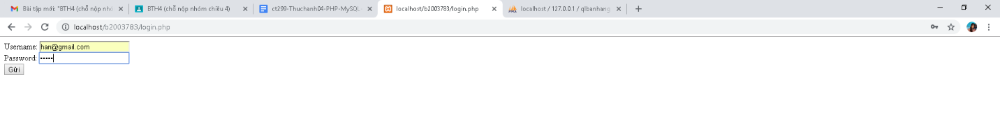 Bài tập mới: "BTH4 (chỗ nộp nhó
BTH4 (chỗ nộp nhóm chiều 4)
ct299-Thuchanh04-PHP-MySQL
localhost/b2003783/login.php
localhost / 127.0.0.1 / qlbanhang
localhost/b2003783/login.php
Username: han@gmail.com
Password: •••••
Gửi